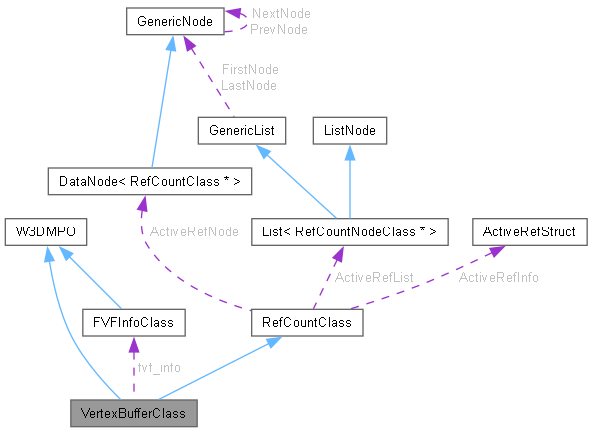 GenericNode
NextNode
PrevNode
FirstNode
LastNode
GenericList
ListNode
DataNode< RefCountClass * >
W3DMPO
ActiveRefNode
List< RefCountNodeClass * >
ActiveRefStruct
ActiveRefList
ActiveRefInfo
FVFInfoClass
RefCountClass
fvf_info
VertexBufferClass